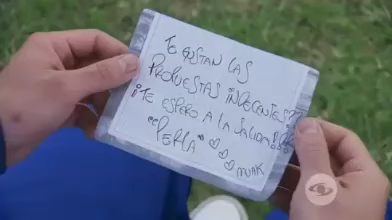 TE GUSTAN LAS
PROPUESTAS INDECENTES??
¡TE ESPERO A LA SALIDA!!
"PERLA"
MUAK